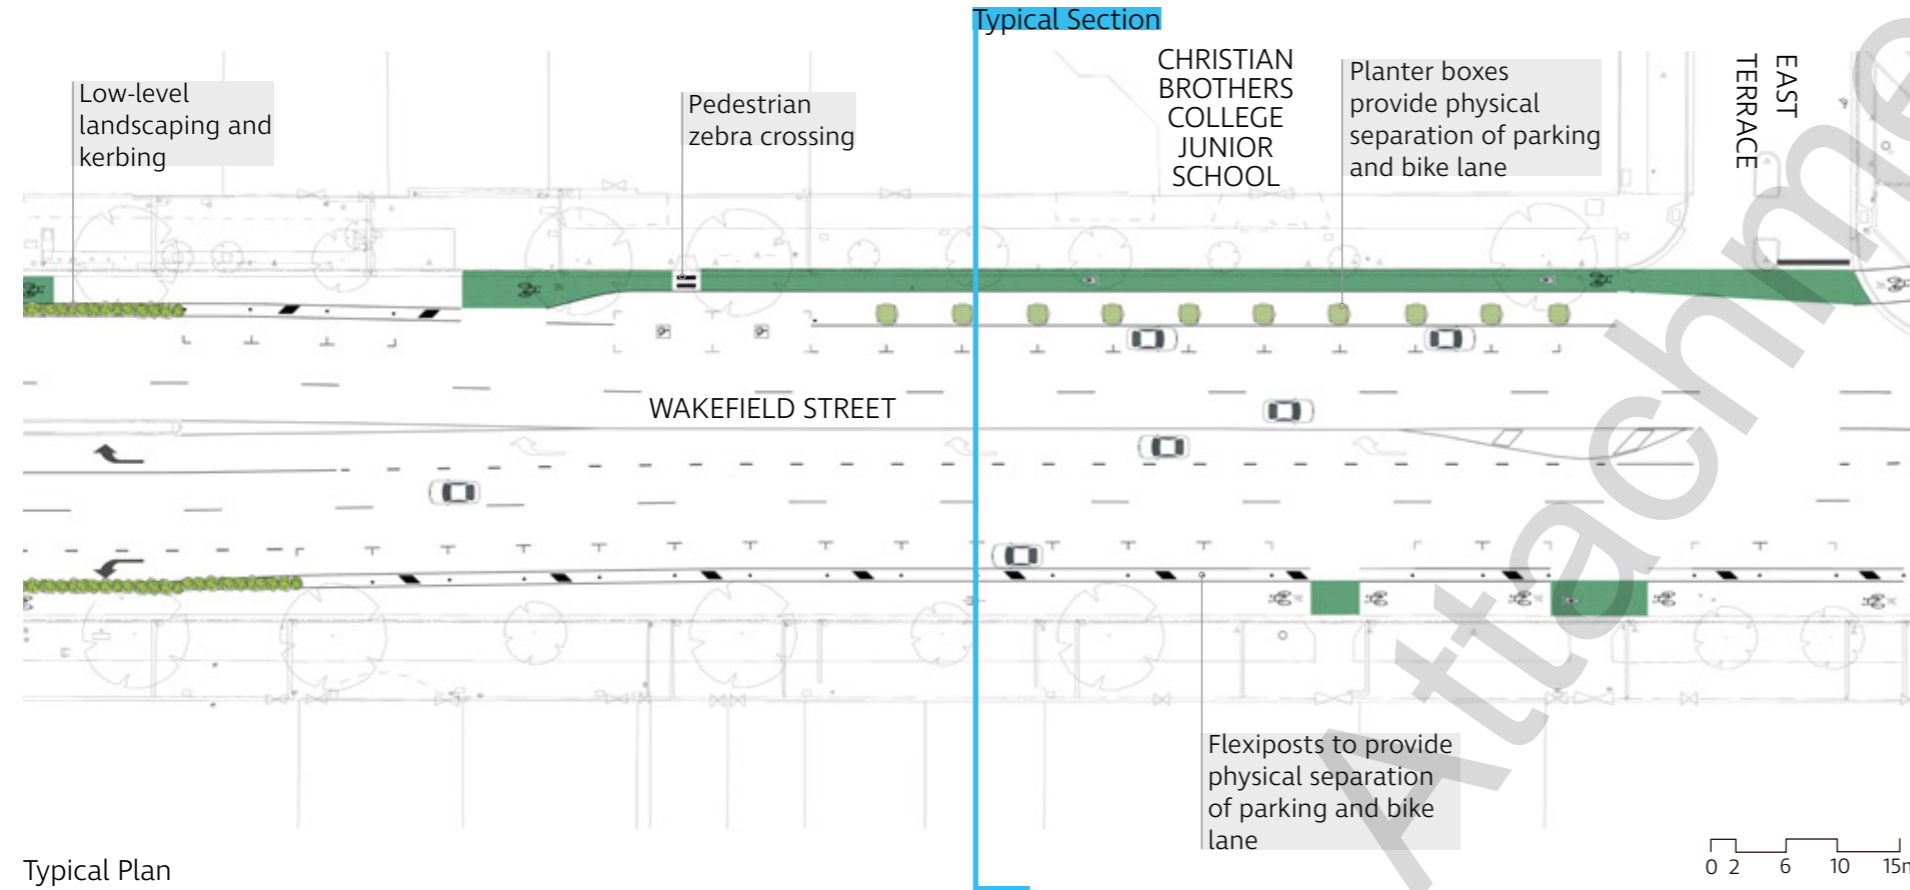 Typical Section
Low-level
landscaping and
kerbing
Pedestrian
zebra crossing
CHRISTIAN
BROTHERS
COLLEGE
JUNIOR
SCHOOL
Planter boxes
provide physical
separation of parking
and bike lane
EAST
TERRACE
WAKEFIELD STREET
Flexiposts to provide
physical separation
of parking and bike
lane
Typical Plan
0 2 6 10 15m
Attachme